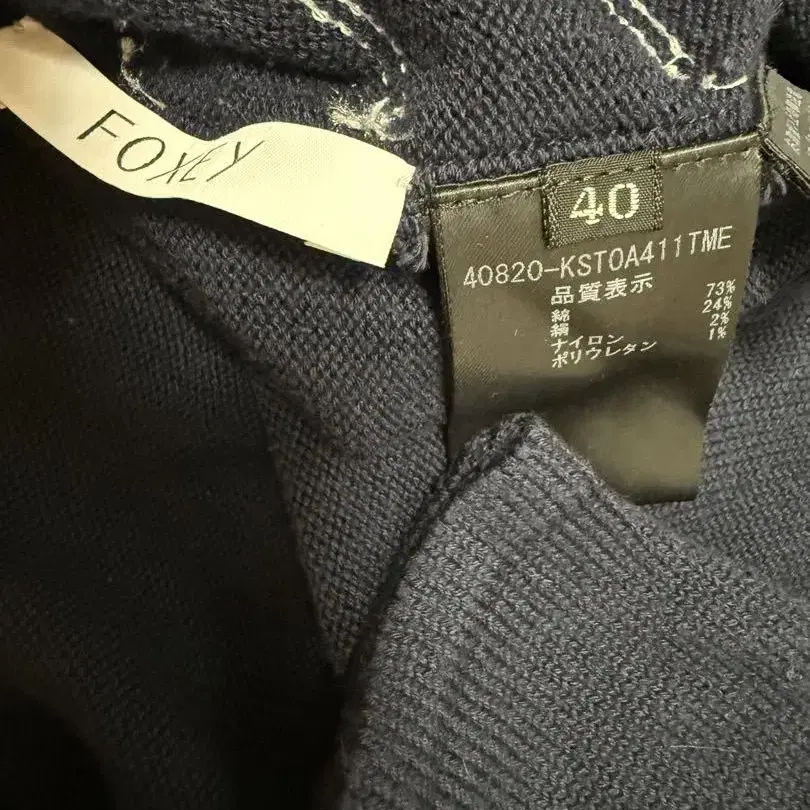 FOXEY
40
40820-KST0A411TME
品質表示
綿 73%
絹 24%
ナイロン 2%
ポリウレタン 1%